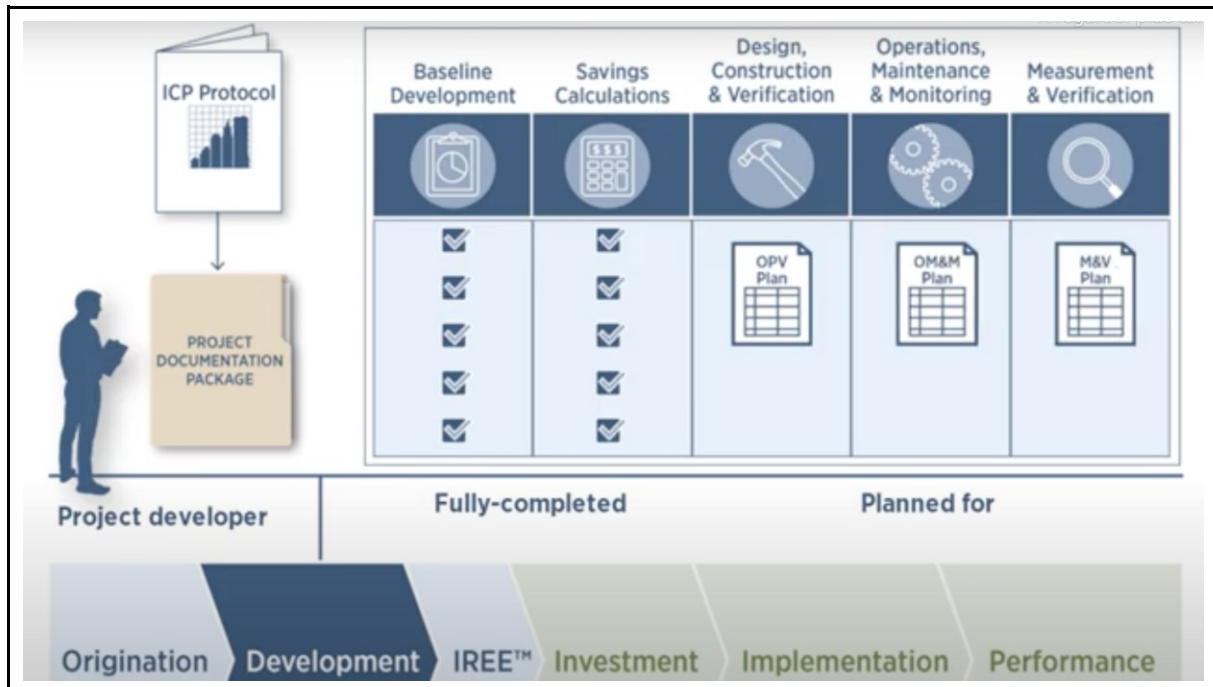 ICP Protocol
PROJECT
DOCUMENTATION
PACKAGE
Project developer
Baseline
Development
Savings
Calculations
Design,
Construction
& Verification
Operations,
Maintenance
& Monitoring
Measurement
& Verification
$$$
OPV
Plan
OM&M
Plan
M&V
Plan
Fully-completed
Planned for
Origination
Development
IREE™
Investment
Implementation
Performance